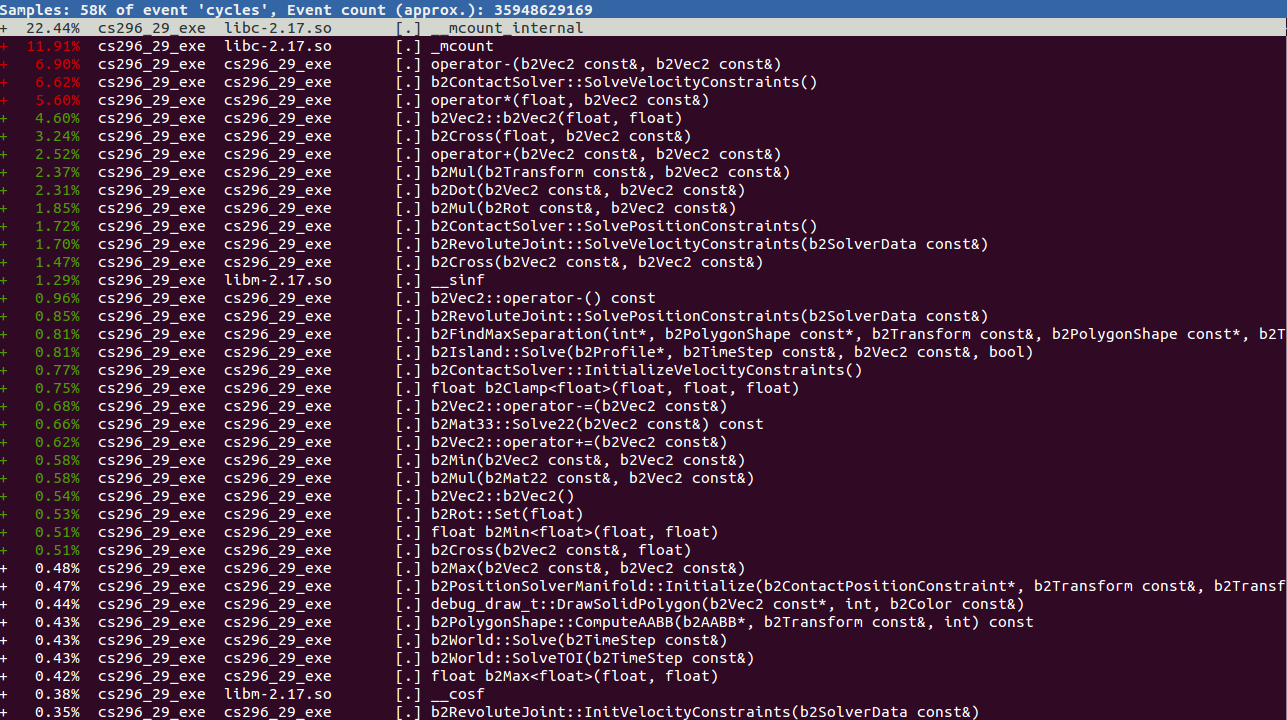 Samples: 58K of event 'cycles', Event count (approx.): 35948629169
+ 22.44% cs296_29_exe libc-2.17.so [.] __mcount_internal
+ 11.91% cs296_29_exe libc-2.17.so [.] _mcount
+ 6.90% cs296_29_exe cs296_29_exe [.] operator-(b2Vec2 const&, b2Vec2 const&)
+ 6.62% cs296_29_exe cs296_29_exe [.] b2ContactSolver::SolveVelocityConstraints()
+ 5.60% cs296_29_exe cs296_29_exe [.] operator*(float, b2Vec2 const&)
+ 4.60% cs296_29_exe cs296_29_exe [.] b2Vec2::b2Vec2(float, float)
+ 3.24% cs296_29_exe cs296_29_exe [.] b2Cross(float, b2Vec2 const&)
+ 2.52% cs296_29_exe cs296_29_exe [.] operator+(b2Vec2 const&, b2Vec2 const&)
+ 2.37% cs296_29_exe cs296_29_exe [.] b2Mul(b2Transform const&, b2Vec2 const&)
+ 2.31% cs296_29_exe cs296_29_exe [.] b2Dot(b2Vec2 const&, b2Vec2 const&)
+ 1.85% cs296_29_exe cs296_29_exe [.] b2Mul(b2Rot const&, b2Vec2 const&)
+ 1.72% cs296_29_exe cs296_29_exe [.] b2ContactSolver::SolvePositionConstraints()
+ 1.70% cs296_29_exe cs296_29_exe [.] b2RevoluteJoint::SolveVelocityConstraints(b2SolverData const&)
+ 1.47% cs296_29_exe cs296_29_exe [.] b2Cross(b2Vec2 const&, b2Vec2 const&)
+ 1.29% cs296_29_exe libm-2.17.so [.] __sinf
+ 0.96% cs296_29_exe cs296_29_exe [.] b2Vec2::operator-() const
+ 0.85% cs296_29_exe cs296_29_exe [.] b2RevoluteJoint::SolvePositionConstraints(b2SolverData const&)
+ 0.81% cs296_29_exe cs296_29_exe [.] b2FindMaxSeparation(int*, b2PolygonShape const*, b2Transform const&, b2PolygonShape const*, b2T
+ 0.81% cs296_29_exe cs296_29_exe [.] b2Island::Solve(b2Profile*, b2TimeStep const&, b2Vec2 const&, bool)
+ 0.77% cs296_29_exe cs296_29_exe [.] b2ContactSolver::InitializeVelocityConstraints()
+ 0.75% cs296_29_exe cs296_29_exe [.] float b2Clamp<float>(float, float, float)
+ 0.68% cs296_29_exe cs296_29_exe [.] b2Vec2::operator-=(b2Vec2 const&)
+ 0.66% cs296_29_exe cs296_29_exe [.] b2Mat33::Solve22(b2Vec2 const&) const
+ 0.62% cs296_29_exe cs296_29_exe [.] b2Vec2::operator+=(b2Vec2 const&)
+ 0.58% cs296_29_exe cs296_29_exe [.] b2Min(b2Vec2 const&, b2Vec2 const&)
+ 0.58% cs296_29_exe cs296_29_exe [.] b2Mul(b2Mat22 const&, b2Vec2 const&)
+ 0.54% cs296_29_exe cs296_29_exe [.] b2Vec2::b2Vec2()
+ 0.53% cs296_29_exe cs296_29_exe [.] b2Rot::Set(float)
+ 0.51% cs296_29_exe cs296_29_exe [.] float b2Min<float>(float, float)
+ 0.51% cs296_29_exe cs296_29_exe [.] b2Cross(b2Vec2 const&, float)
+ 0.48% cs296_29_exe cs296_29_exe [.] b2Max(b2Vec2 const&, b2Vec2 const&)
+ 0.47% cs296_29_exe cs296_29_exe [.] b2PositionSolverManifold::Initialize(b2ContactPositionConstraint*, b2Transform const&, b2Transf
+ 0.44% cs296_29_exe cs296_29_exe [.] debug_draw_t::DrawSolidPolygon(b2Vec2 const*, int, b2Color const&)
+ 0.43% cs296_29_exe cs296_29_exe [.] b2PolygonShape::ComputeAABB(b2AABB*, b2Transform const&, int) const
+ 0.43% cs296_29_exe cs296_29_exe [.] b2World::Solve(b2TimeStep const&)
+ 0.43% cs296_29_exe cs296_29_exe [.] b2World::SolveTOI(b2TimeStep const&)
+ 0.42% cs296_29_exe cs296_29_exe [.] float b2Max<float>(float, float)
+ 0.38% cs296_29_exe libm-2.17.so [.] __cosf
+ 0.35% cs296_29_exe cs296_29_exe [.] b2RevoluteJoint::InitVelocityConstraints(b2SolverData const&)